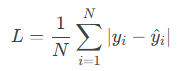 L = \frac{1}{N} \sum_{i=1}^{N} |y_i - \hat{y}_i|